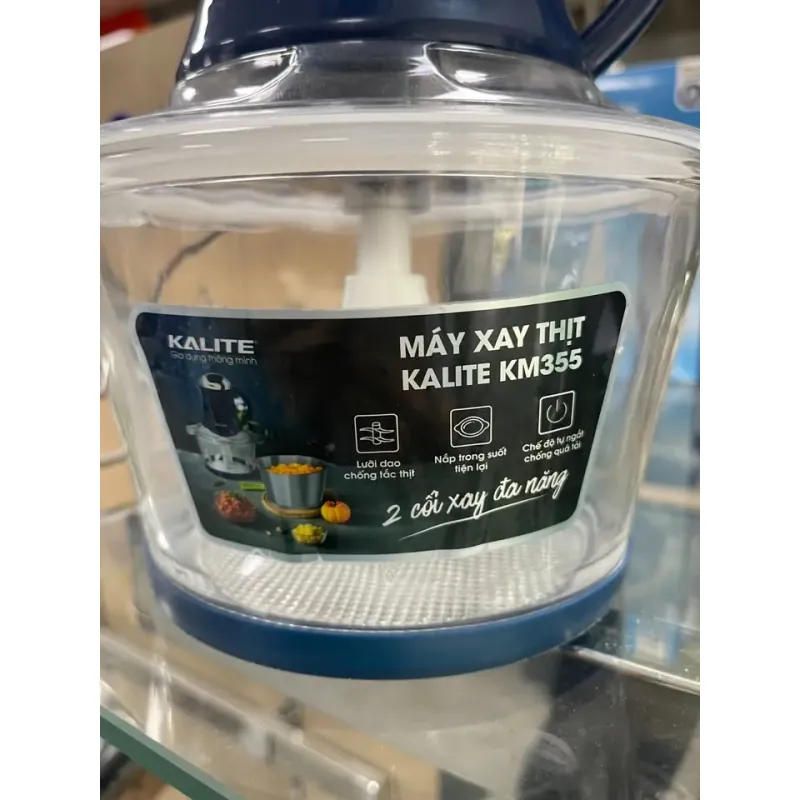 KALITE
Gia dụng thông minh
MÁY XAY THỊT
KALITE KM355
Lưỡi dao
chống tắc thịt
Nắp trong suốt
tiện lợi
Chế độ tự ngắt
chống quá tải
2 cối xay đa năng